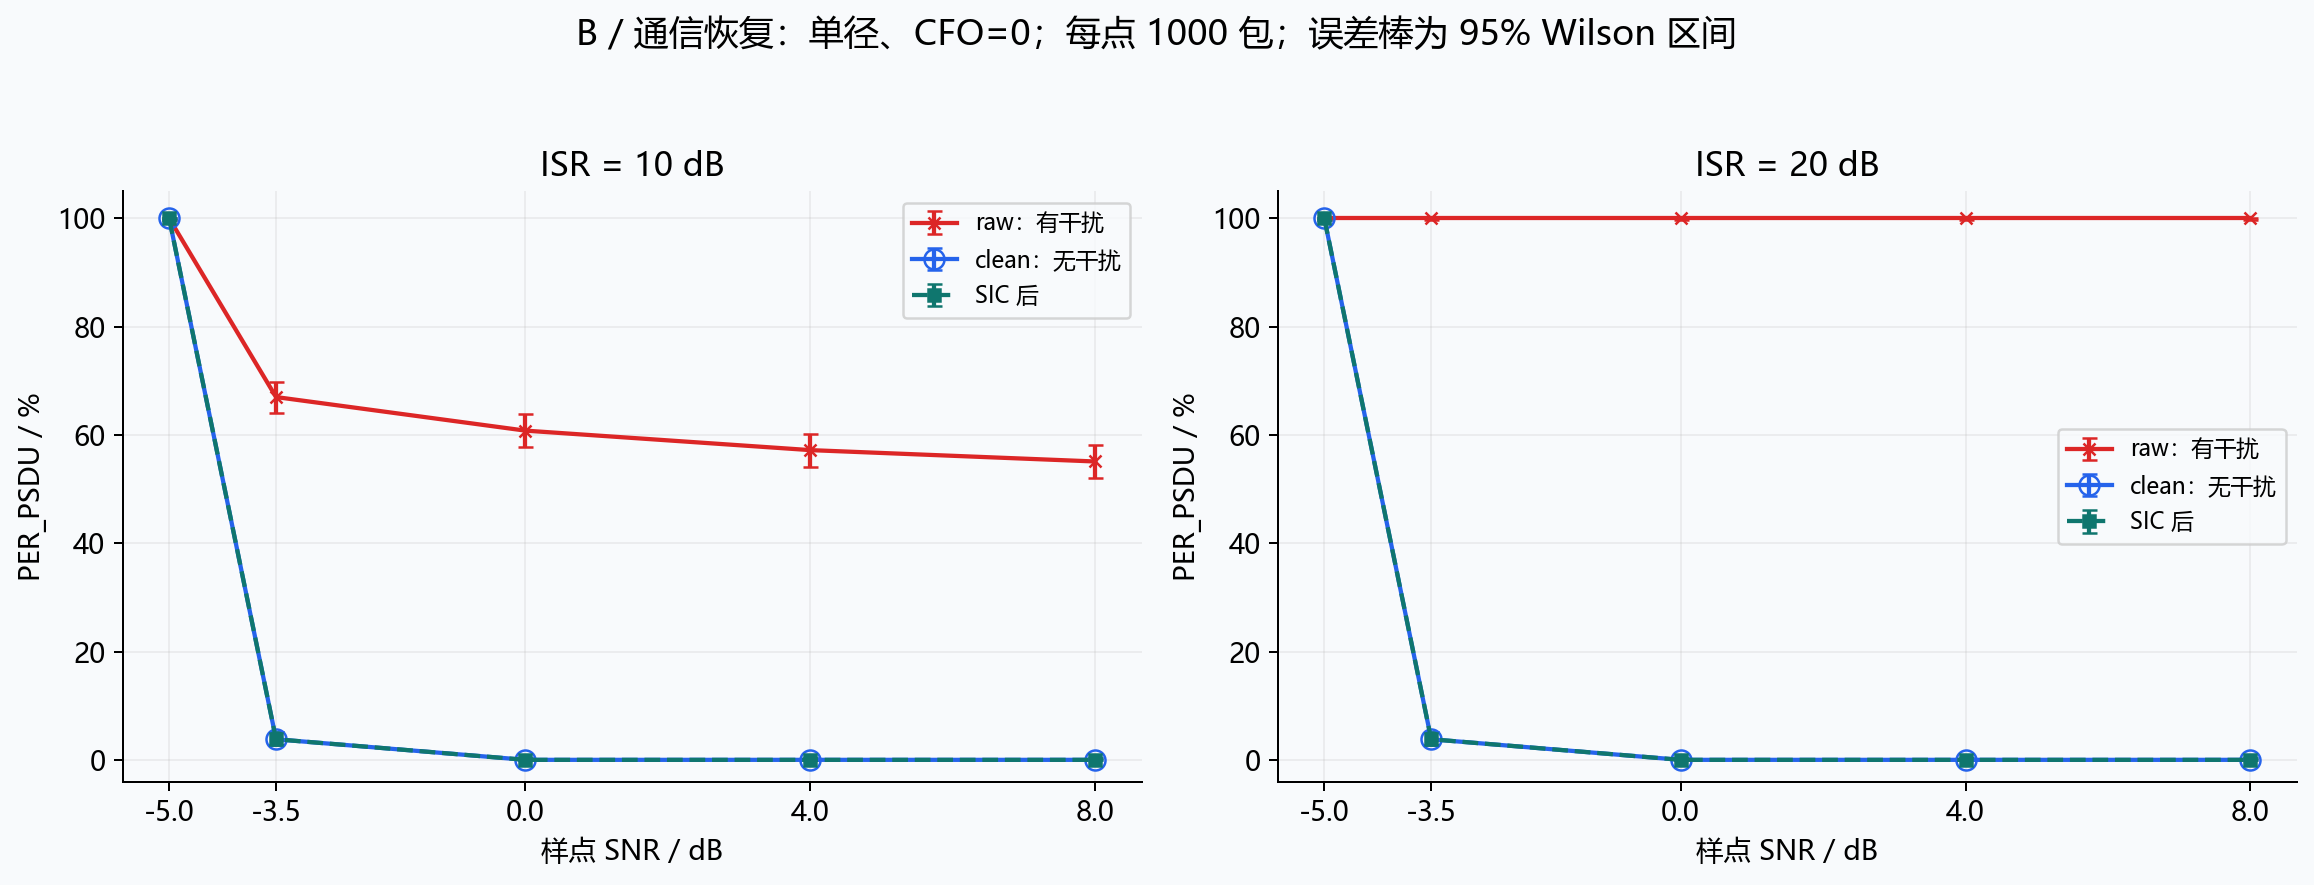 B / 通信恢复：单径、CFO=0；每点 1000 包；误差棒为 95% Wilson 区间
ISR = 10 dB
PER_PSDU / %
100
80
60
40
20
0
raw：有干扰
clean：无干扰
SIC 后
-5.0
-3.5
0.0
4.0
8.0
样点 SNR / dB
ISR = 20 dB
PER_PSDU / %
100
80
60
40
20
0
raw：有干扰
clean：无干扰
SIC 后
-5.0
-3.5
0.0
4.0
8.0
样点 SNR / dB